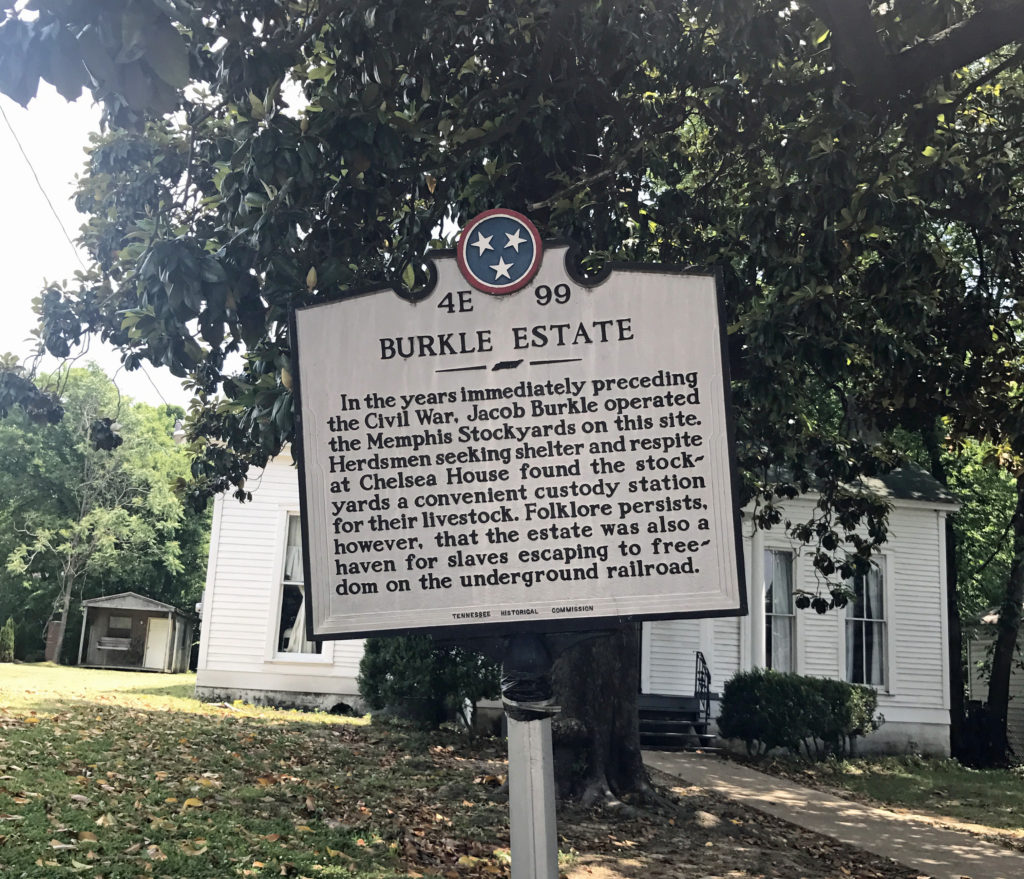 4E 99
BURKLE ESTATE
In the years immediately preceding
the Civil War, Jacob Burkle operated
the Memphis Stockyards on this site.
Herdsmen seeking shelter and respite
at Chelsea House found the stock-
yards a convenient custody station
for their livestock. Folklore persists,
however, that the estate was also a
haven for slaves escaping to free-
dom on the underground railroad.
TENNESSEE HISTORICAL COMMISSION